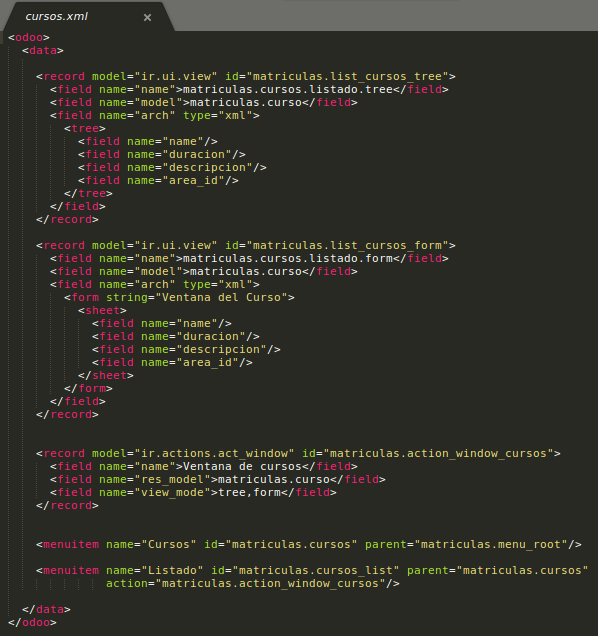 cursos.xml ×
<odoo>
<data>
<record model="ir.ui.view" id="matriculas.list_cursos_tree">
<field name="name">matriculas.cursos.listado.tree</field>
<field name="model">matriculas.curso</field>
<field name="arch" type="xml">
<tree>
<field name="name"/>
<field name="duracion"/>
<field name="descripcion"/>
<field name="area_id"/>
</tree>
</field>
</record>
<record model="ir.ui.view" id="matriculas.list_cursos_form">
<field name="name">matriculas.cursos.listado.form</field>
<field name="model">matriculas.curso</field>
<field name="arch" type="xml">
<form string="Ventana del Curso">
<sheet>
<field name="name"/>
<field name="duracion"/>
<field name="descripcion"/>
<field name="area_id"/>
</sheet>
</form>
</field>
</record>
<record model="ir.actions.act_window" id="matriculas.action_window_cursos">
<field name="name">Ventana de cursos</field>
<field name="res_model">matriculas.curso</field>
<field name="view_mode">tree,form</field>
</record>
<menuitem name="Cursos" id="matriculas.cursos" parent="matriculas.menu_root"/>
<menuitem name="Listado" id="matriculas.cursos_list" parent="matriculas.cursos"
action="matriculas.action_window_cursos"/>
</data>
</odoo>